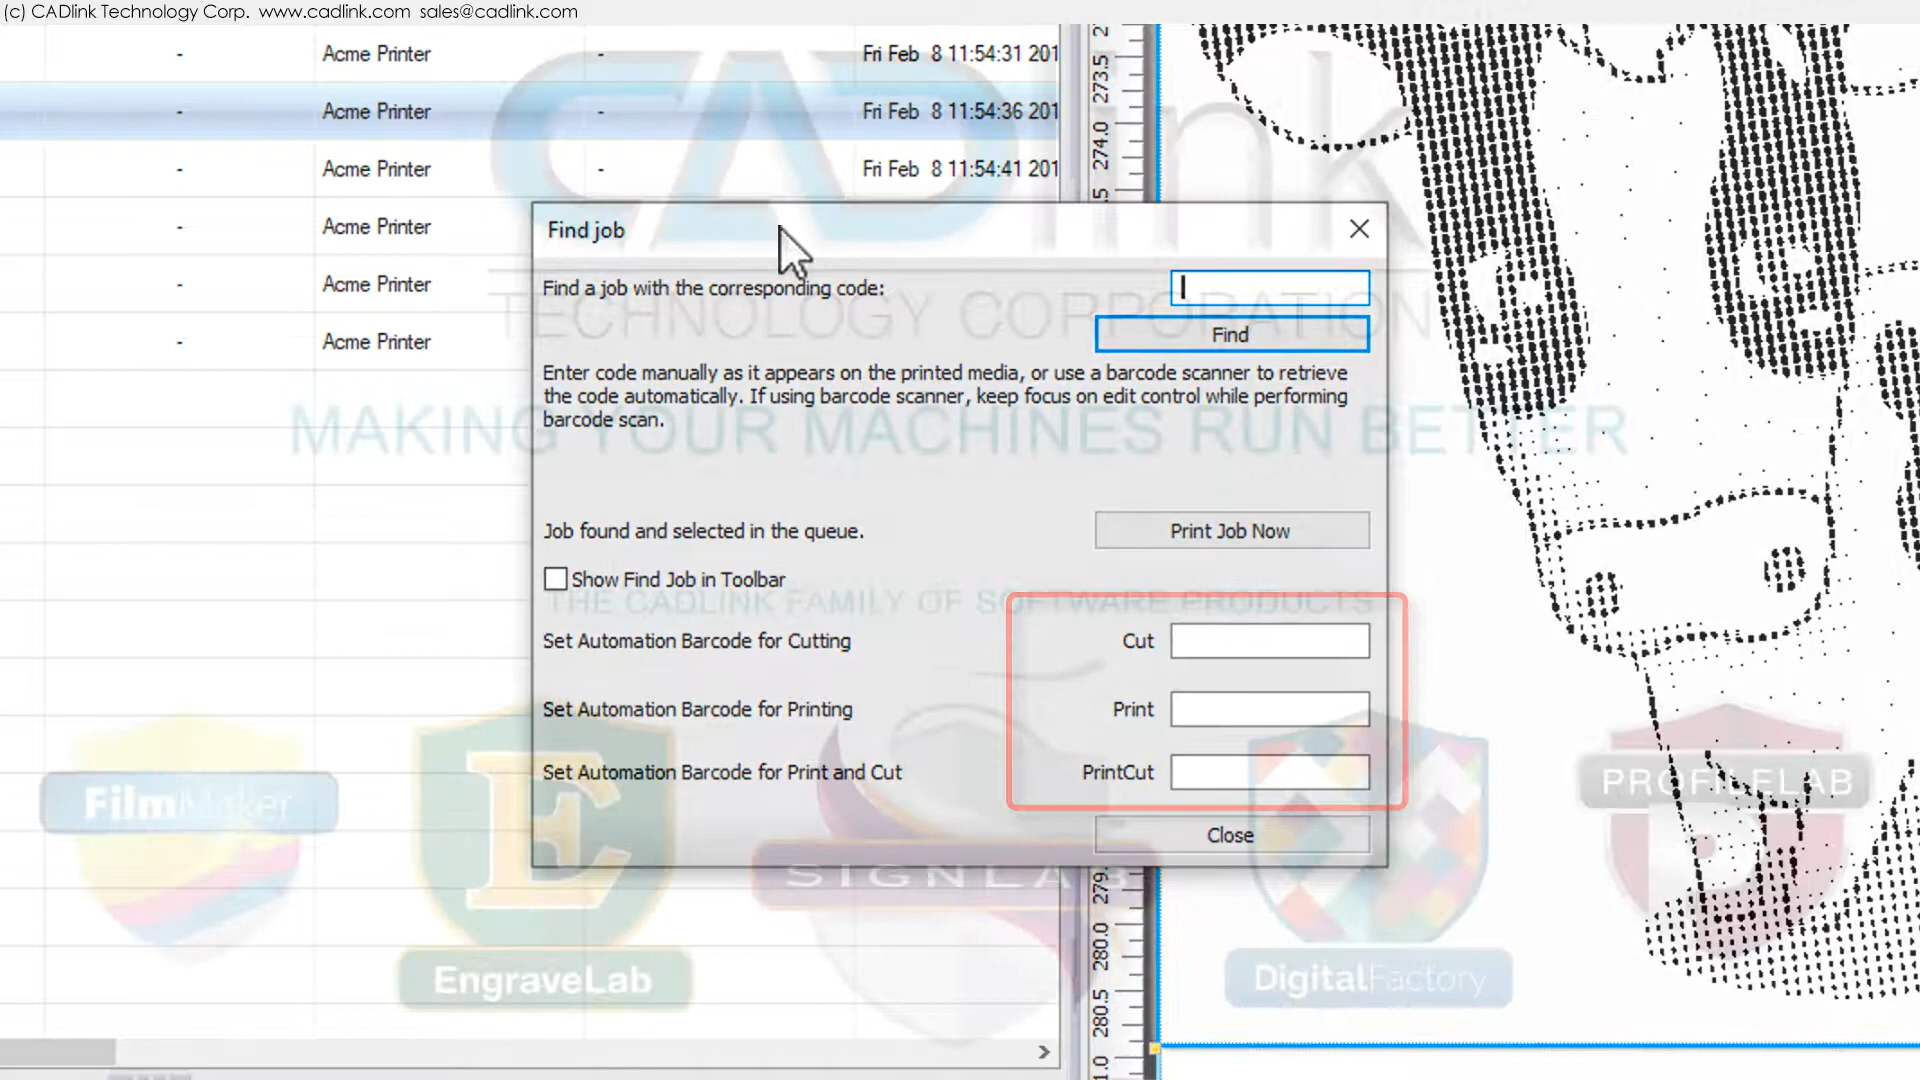 (c) CADlink Technology Corp. www.cadlink.com sales@cadlink.com
- Acme Printer - Fri Feb 8 11:54:31 201
- Acme Printer - Fri Feb 8 11:54:36 201
- Acme Printer - Fri Feb 8 11:54:41 201
- Acme Printer
- Acme Printer
- Acme Printer
273.5
274.0
CADlink
TECHNOLOGY CORPORATION
MAKING YOUR MACHINES RUN BETTER
THE CADLINK FAMILY OF SOFTWARE PRODUCTS
Find job
Find a job with the corresponding code:
Find
Enter code manually as it appears on the printed media, or use a barcode scanner to retrieve
the code automatically. If using barcode scanner, keep focus on edit control while performing
barcode scan.
Job found and selected in the queue.
Print Job Now
Show Find Job in Toolbar
Set Automation Barcode for Cutting Cut
Set Automation Barcode for Printing Print
Set Automation Barcode for Print and Cut PrintCut
Close
FilmMaker
EngraveLab
SIGNLAB
DigitalFactory
PROFILELAB
279.
280.0
280.5